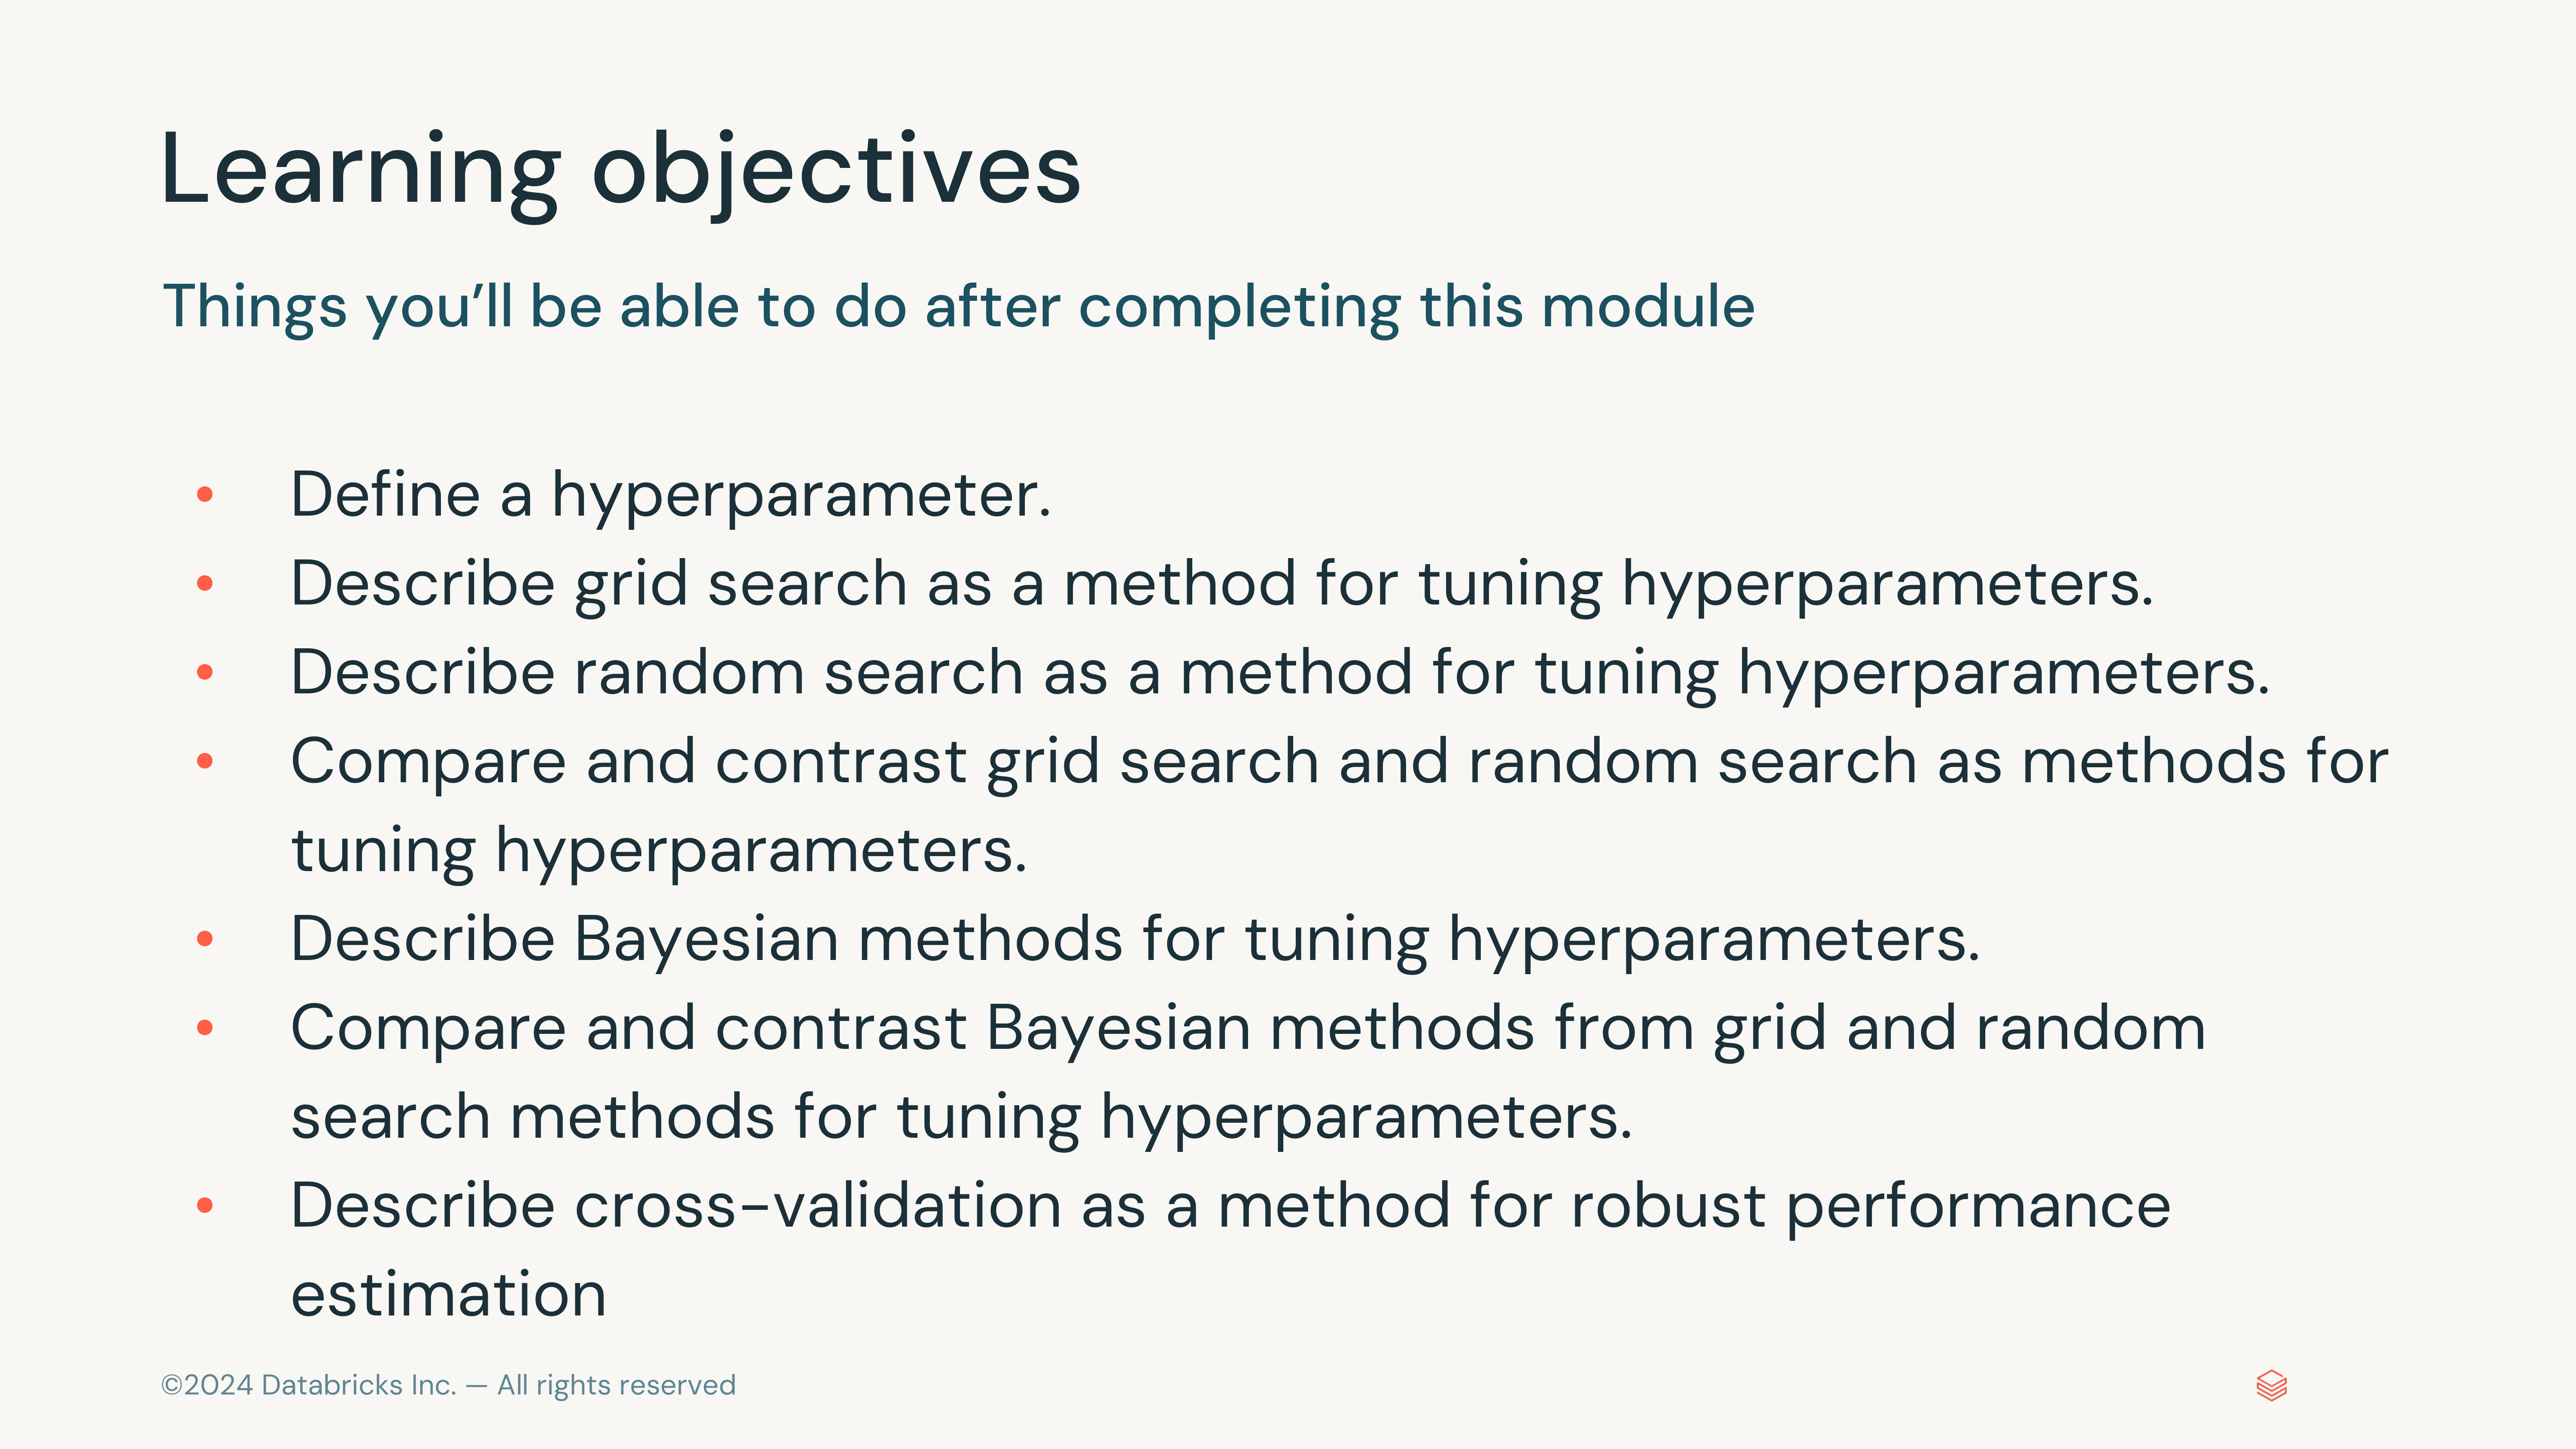 Learning objectives
Things you’ll be able to do after completing this module
• Define a hyperparameter.
• Describe grid search as a method for tuning hyperparameters.
• Describe random search as a method for tuning hyperparameters.
• Compare and contrast grid search and random search as methods for
tuning hyperparameters.
• Describe Bayesian methods for tuning hyperparameters.
• Compare and contrast Bayesian methods from grid and random
search methods for tuning hyperparameters.
• Describe cross-validation as a method for robust performance
estimation
©2024 Databricks Inc. — All rights reserved